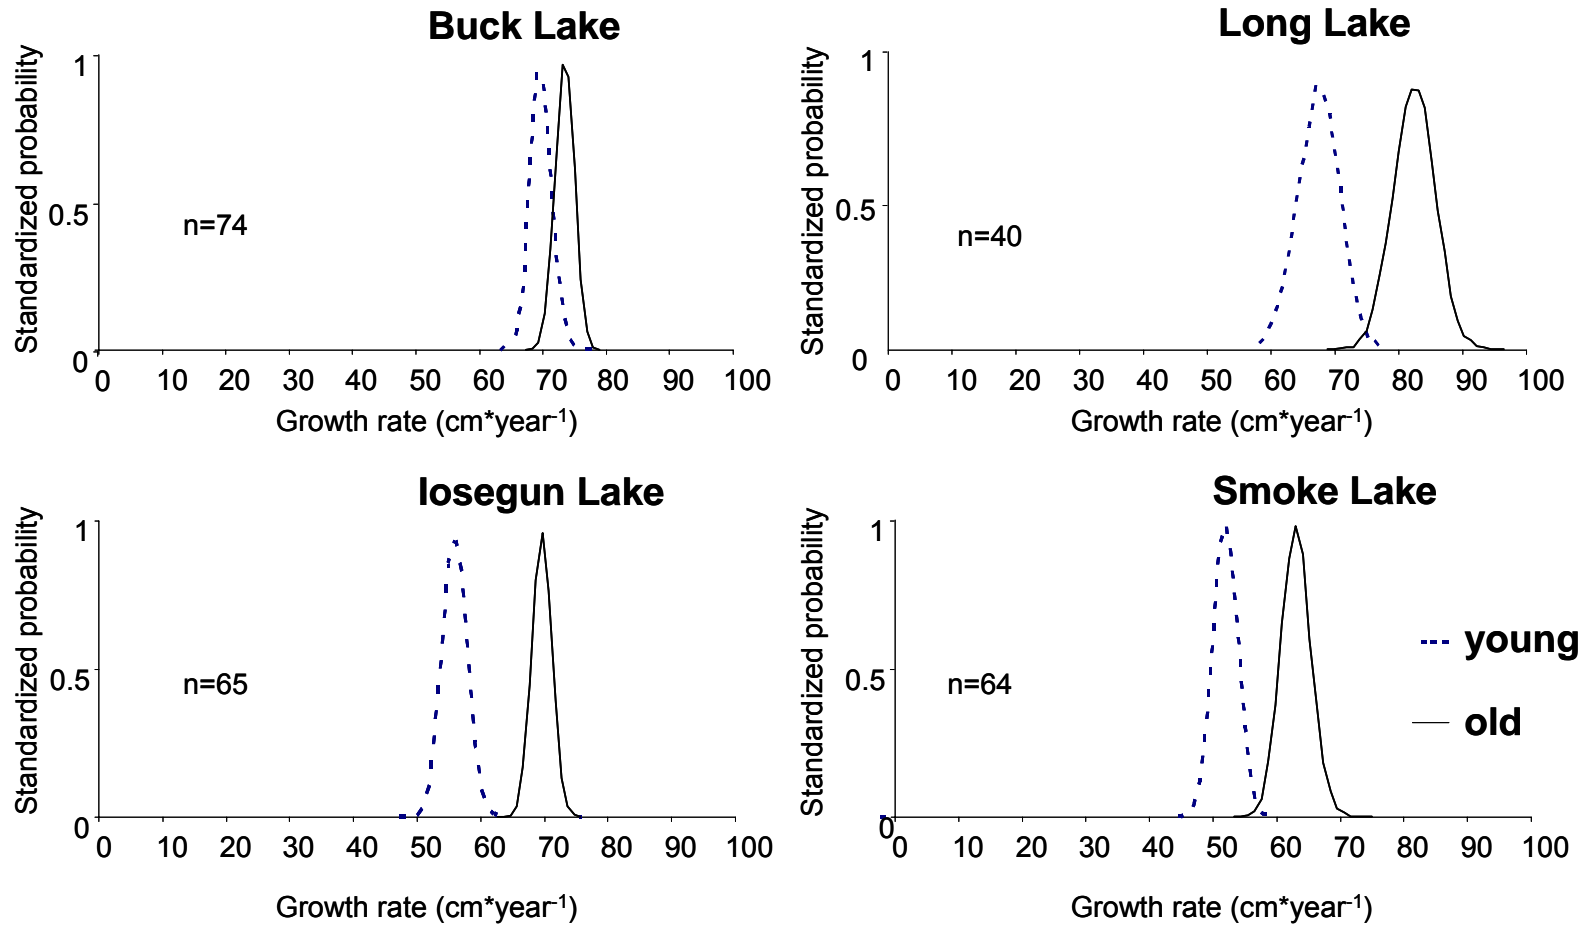 Buck Lake
Standardized probability
1
0.5
0
n=74
0 10 20 30 40 50 60 70 80 90 100
Growth rate (cm*year-1)
Long Lake
Standardized probability
1
0.5
0
n=40
0 10 20 30 40 50 60 70 80 90 100
Growth rate (cm*year-1)
Iosegun Lake
Standardized probability
1
0.5
0
n=65
0 10 20 30 40 50 60 70 80 90 100
Growth rate (cm*year-1)
Smoke Lake
Standardized probability
1
0.5
0
n=64
young
old
0 10 20 30 40 50 60 70 80 90 100
Growth rate (cm*year-1)